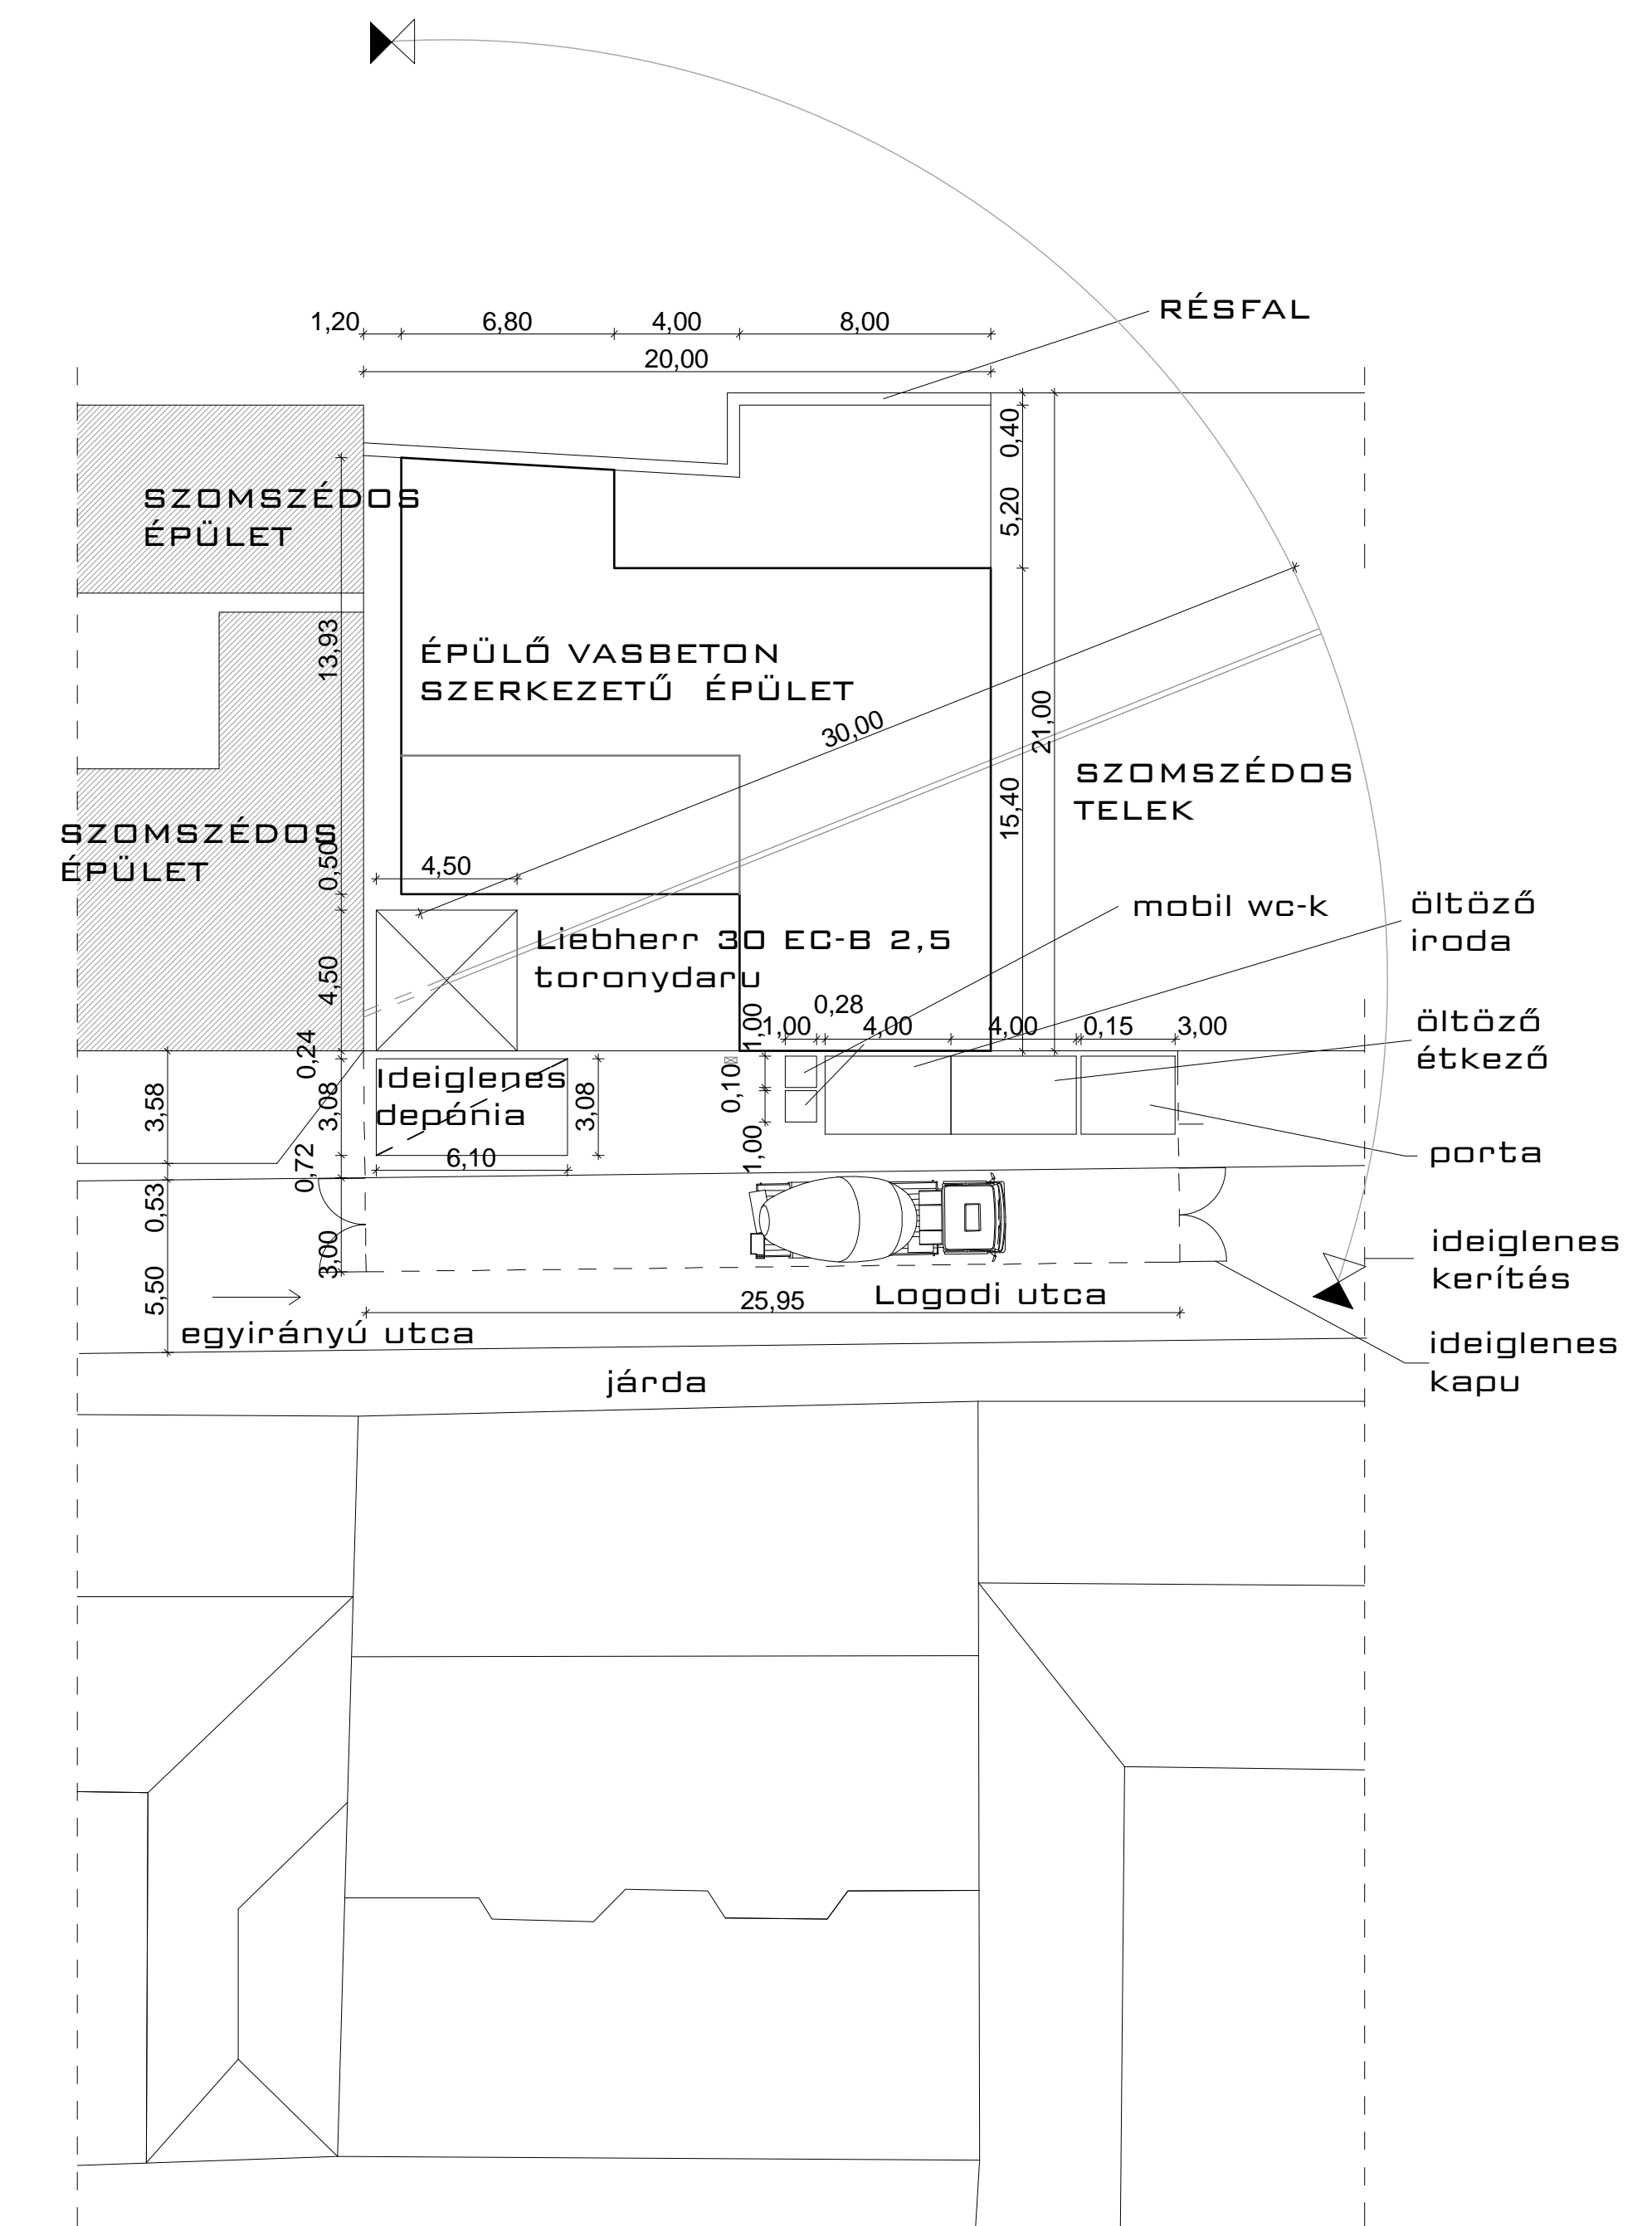 RÉSFAL
1,20
6,80
4,00
8,00
20,00
0,40
5,20
SZOMSZÉDOS
ÉPÜLET
13,93
ÉPÜLŐ VASBETON
SZERKEZETŰ ÉPÜLET
30,00
21,00
15,40
SZOMSZÉDOS
TELEK
SZOMSZÉDOS
ÉPÜLET
0,50
4,50
mobil wc-k
öltöző
iroda
Liebherr 30 EC-B 2,5
toronydaru
4,50
0,28
1,00
1,00
4,00
4,00
0,15
3,00
öltöző
étkező
0,24
Ideiglenes
depónia
3,58
3,08
3,08
0,10
1,00
porta
0,72
6,10
0,53
3,00
5,50
ideiglenes
kerítés
25,95
Logodi utca
egyirányú utca
ideiglenes
kapu
járda